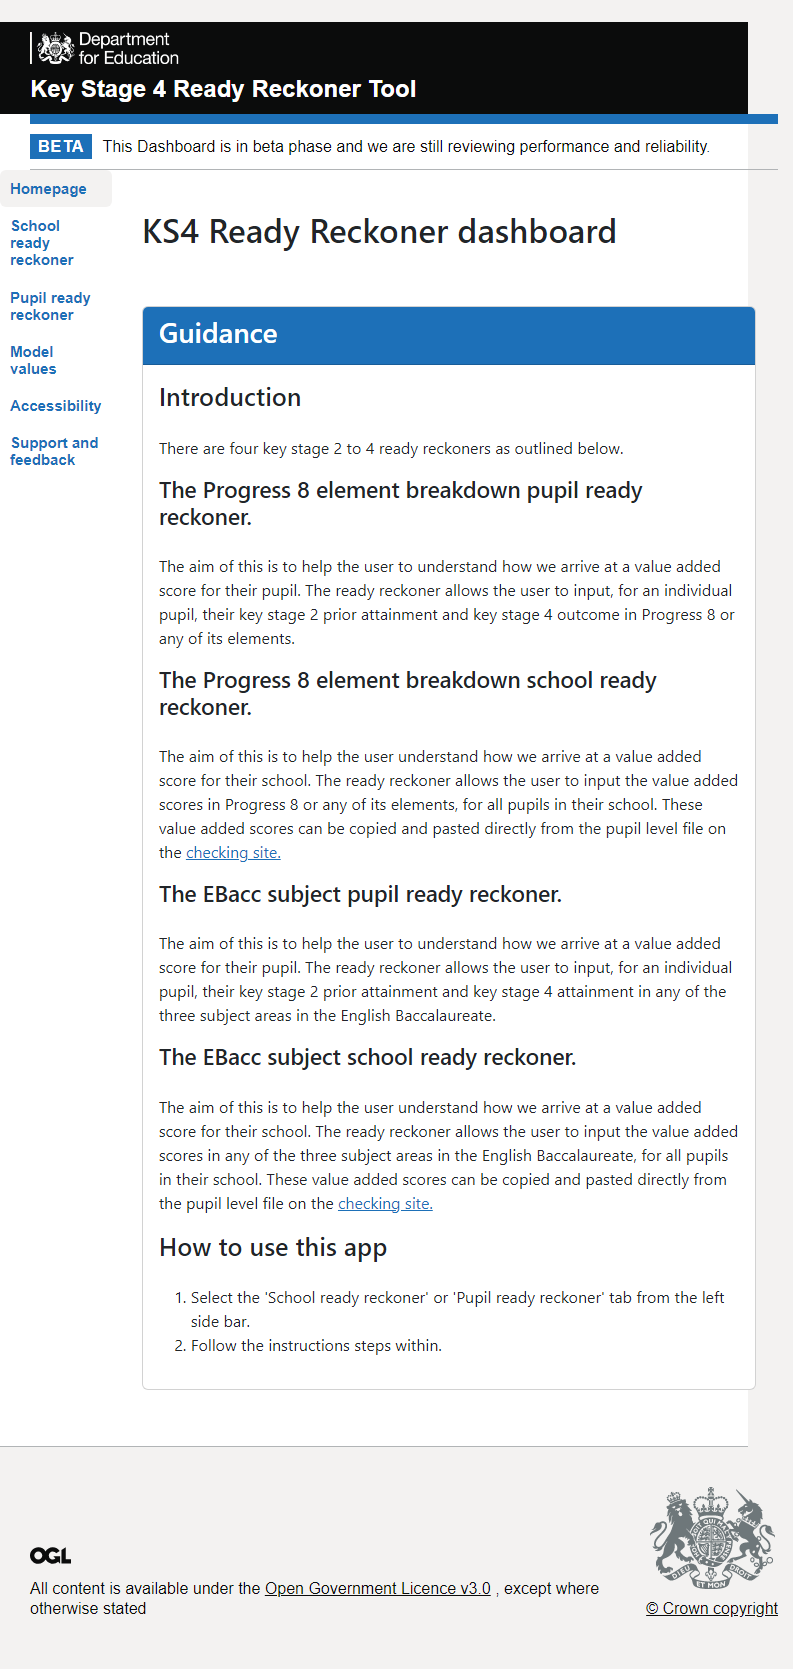 Department
for Education
Key Stage 4 Ready Reckoner Tool
BETA This Dashboard is in beta phase and we are still reviewing performance and reliability.
Homepage
School
ready
reckoner
Pupil ready
reckoner
Model
values
Accessibility
Support and
feedback
KS4 Ready Reckoner dashboard
Guidance
Introduction
There are four key stage 2 to 4 ready reckoners as outlined below.
The Progress 8 element breakdown pupil ready
reckoner.
The aim of this is to help the user to understand how we arrive at a value added
score for their pupil. The ready reckoner allows the user to input, for an individual
pupil, their key stage 2 prior attainment and key stage 4 outcome in Progress 8 or
any of its elements.
The Progress 8 element breakdown school ready
reckoner.
The aim of this is to help the user understand how we arrive at a value added
score for their school. The ready reckoner allows the user to input the value added
scores in Progress 8 or any of its elements, for all pupils in their school. These
value added scores can be copied and pasted directly from the pupil level file on
the checking site.
The EBacc subject pupil ready reckoner.
The aim of this is to help the user to understand how we arrive at a value added
score for their pupil. The ready reckoner allows the user to input, for an individual
pupil, their key stage 2 prior attainment and key stage 4 attainment in any of the
three subject areas in the English Baccalaureate.
The EBacc subject school ready reckoner.
The aim of this is to help the user understand how we arrive at a value added
score for their school. The ready reckoner allows the user to input the value added
scores in any of the three subject areas in the English Baccalaureate, for all pupils
in their school. These value added scores can be copied and pasted directly from
the pupil level file on the checking site.
How to use this app
1. Select the 'School ready reckoner' or 'Pupil ready reckoner' tab from the left
side bar.
2. Follow the instructions steps within.
OGL
All content is available under the Open Government Licence v3.0 , except where
otherwise stated
DIEU ET MON DROIT
© Crown copyright